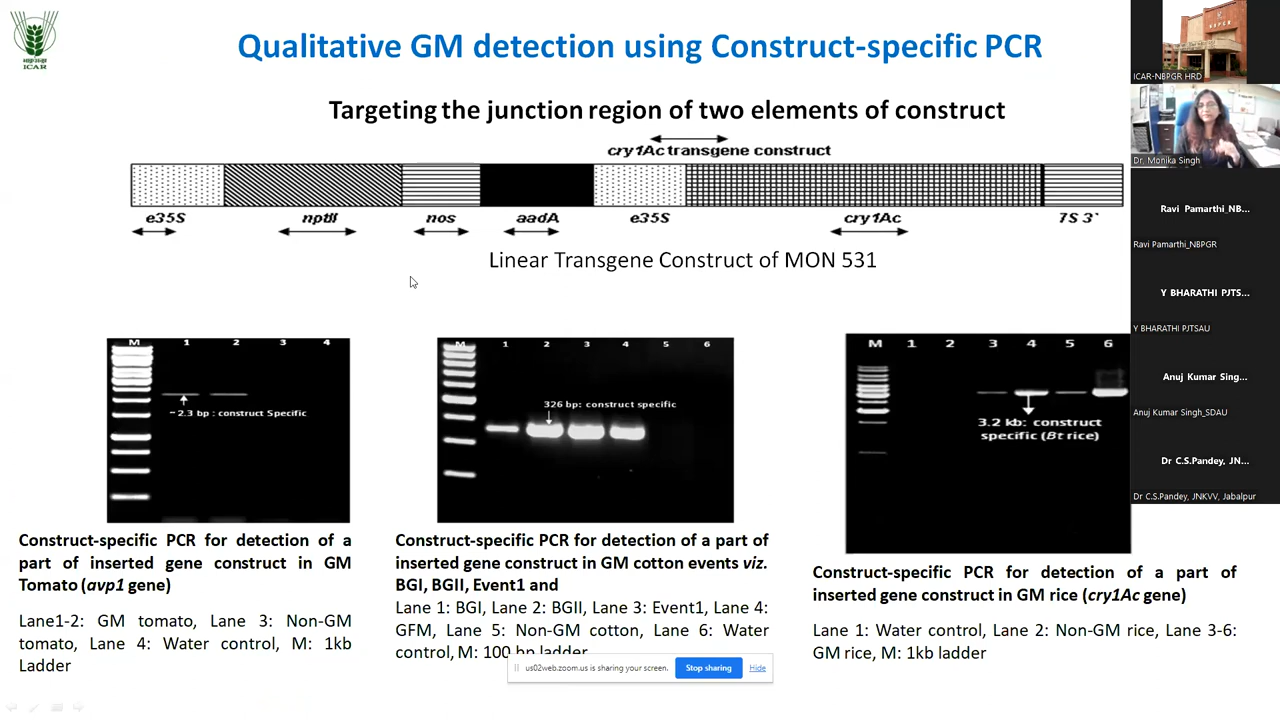 ICAR
Qualitative GM detection using Construct-specific PCR
Targeting the junction region of two elements of construct
cry1Ac transgene construct
e35S nptII nos aadA e35S cry1Ac 7S 3`
Linear Transgene Construct of MON 531
M 1 2 3 4
~ 2.3 bp : construct Specific
Construct-specific PCR for detection of a
part of inserted gene construct in GM
Tomato (avp1 gene)
Lane1-2: GM tomato, Lane 3: Non-GM
tomato, Lane 4: Water control, M: 1kb
Ladder
M 1 2 3 4 5 6
326 bp: construct specific
Construct-specific PCR for detection of a part of
inserted gene construct in GM cotton events viz.
BGI, BGII, Event1 and
Lane 1: BGI, Lane 2: BGII, Lane 3: Event1, Lane 4:
GFM, Lane 5: Non-GM cotton, Lane 6: Water
control, M: 100 bp ladder
M 1 2 3 4 5 6
3.2 kb: construct
specific (Bt rice)
Construct-specific PCR for detection of a part of
inserted gene construct in GM rice (cry1Ac gene)
Lane 1: Water control, Lane 2: Non-GM rice, Lane 3-6:
GM rice, M: 1kb ladder
us02web.zoom.us is sharing your screen.
Stop sharing
Hide
NBPGR
ICAR-NBPGR HRD
Dr. Monika Singh
Ravi Pamarthi_NB...
Ravi Pamarthi_NBPGR
Y BHARATHI PJTS...
Y BHARATHI PJTSAU
Anuj Kumar Sing...
Anuj Kumar Singh_SDAU
Dr C.S.Pandey, JN...
Dr C.S.Pandey, JNKVV, Jabalpur